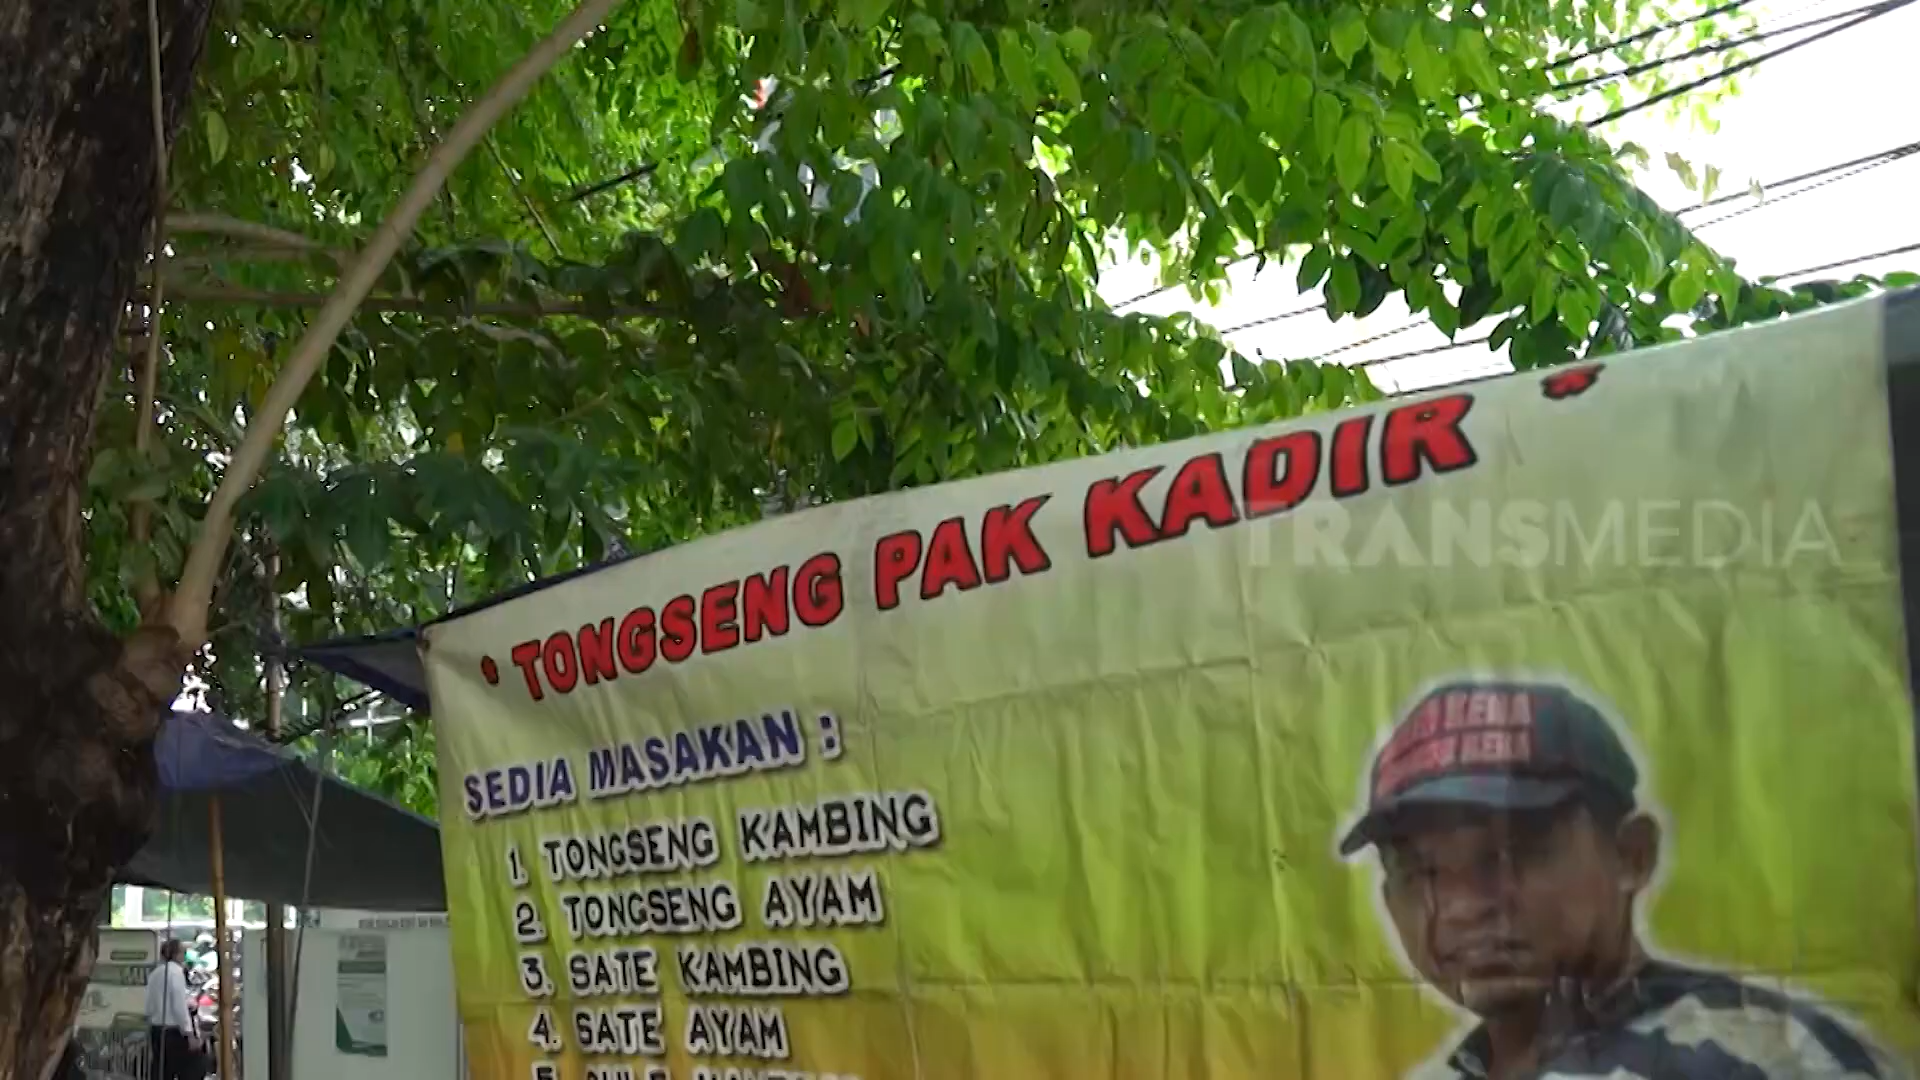 * TONGSENG PAK KADIR *
TRANSMEDIA
SEDIA MASAKAN :
1. TONGSENG KAMBING
2. TONGSENG AYAM
3. SATE KAMBING
4. SATE AYAM